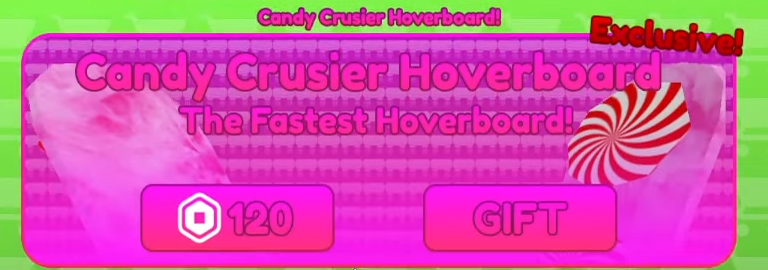 Candy Crusier Hoverboard!
Exclusive!
Candy Crusier Hoverboard
The Fastest Hoverboard!
120
GIFT